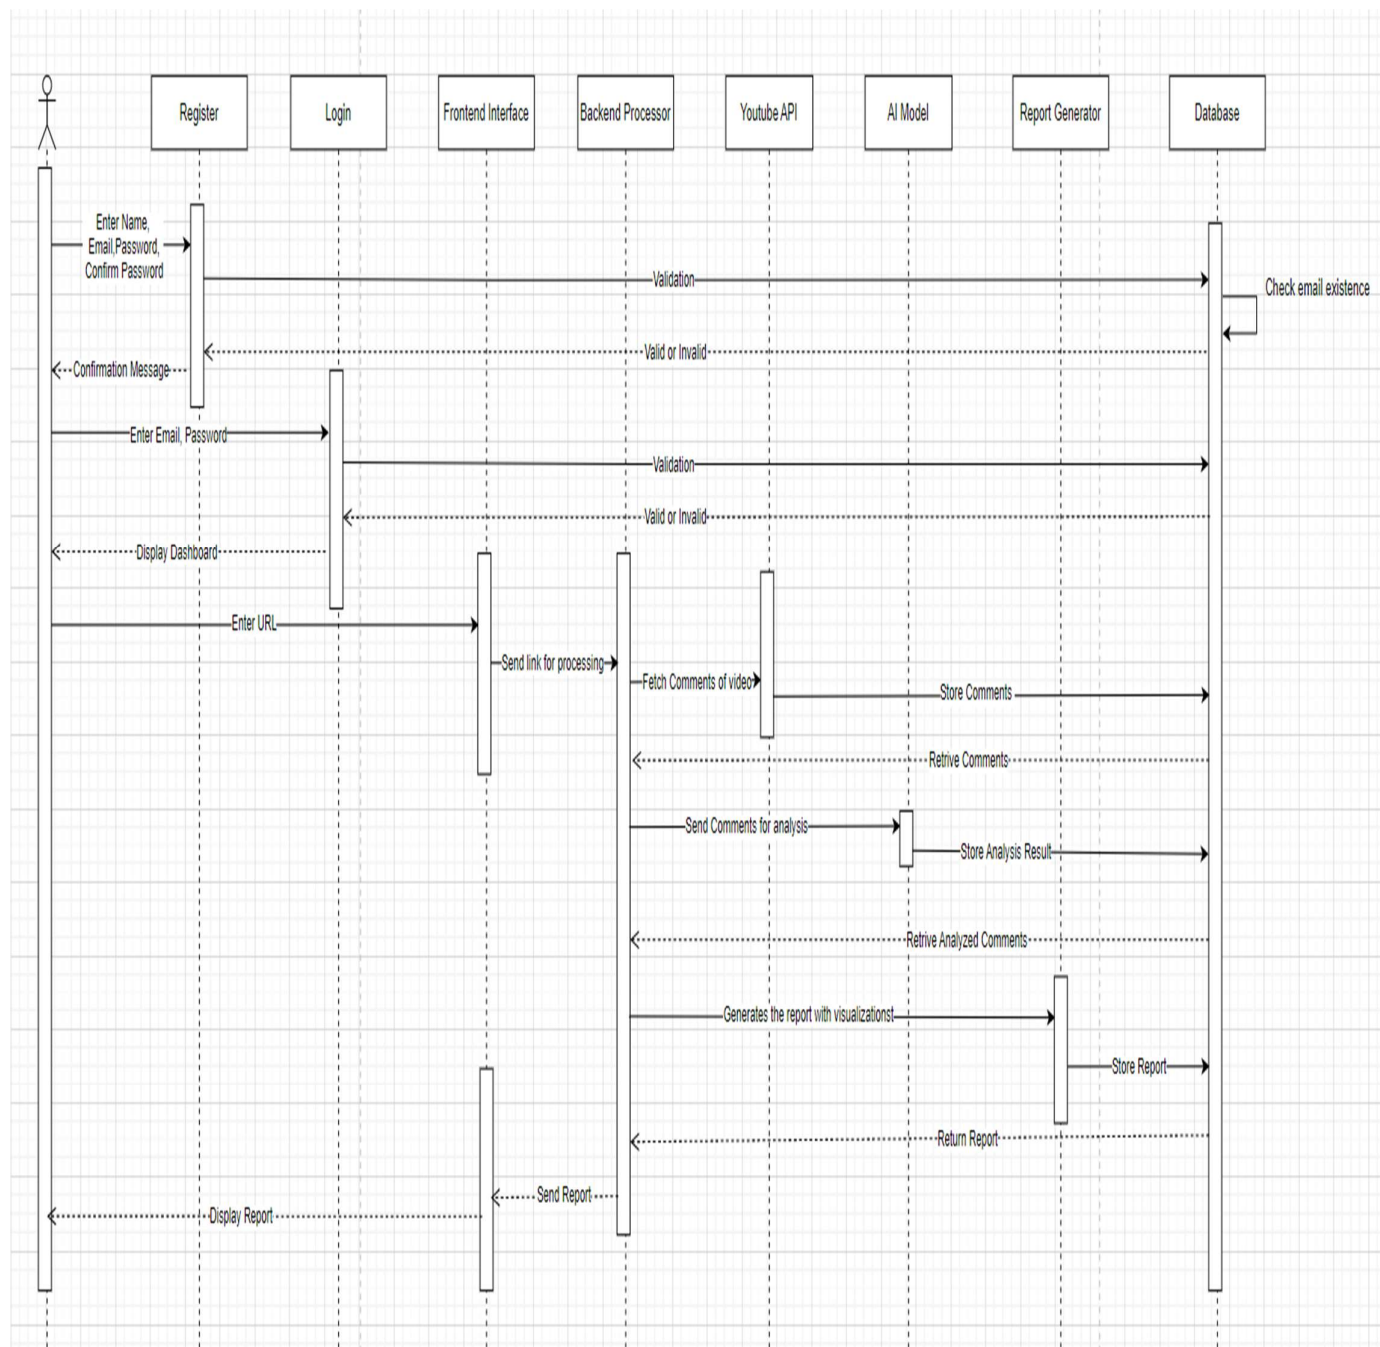 Register
Login
Frontend Interface
Backend Processor
Youtube API
AI Model
Report Generator
Database
Enter Name,
Email,Password,
Confirm Password
Validation
Check email existence
Valid or Invalid
Confirmation Message
Enter Email, Password
Validation
Valid or Invalid
Display Dashboard
Enter URL
Send link for processing
Fetch Comments of video
Store Comments
Retrive Comments
Send Comments for analysis
Store Analysis Result
Retrive Analyzed Comments
Generates the report with visualizationst
Store Report
Return Report
Send Report
Display Report